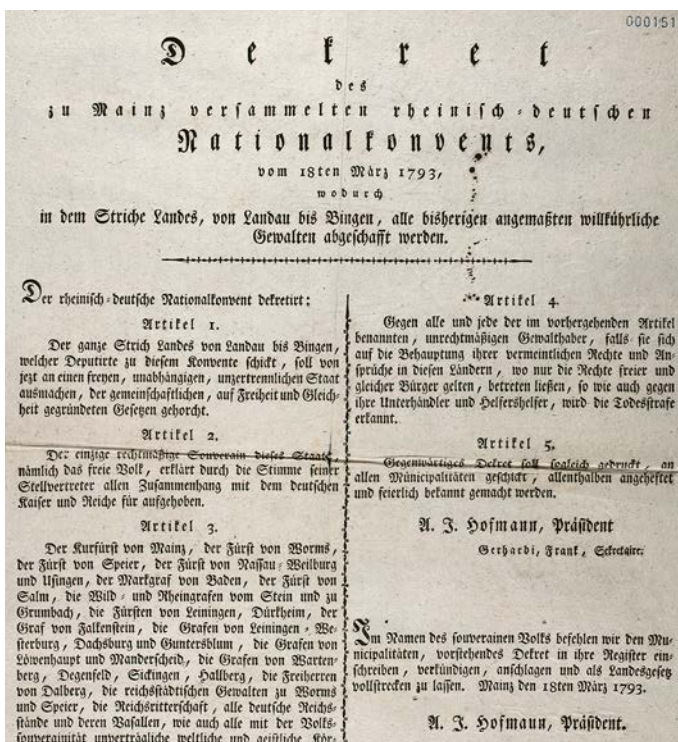 000151
Dekret
des
zu Mainz versammelten rheinisch-deutschen
Nationalkonvents,
vom 18ten März 1793,
wodurch
in dem Striche Landes, von Landau bis Bingen, alle bisherigen angemaßten willkührliche
Gewalten abgeschafft werden.
Der rheinisch-deutsche Nationalkonvent dekretirt:
Artikel 1.
Der ganze Strich Landes von Landau bis Bingen,
welcher Deputirte zu diesem Konvente schickt, soll von
jezt an einen freyen, unabhängigen, unzertrennlichen Staat
ausmachen, der gemeinschaftlichen, auf Freiheit und Gleich-
heit gegründeten Gesetzen gehorcht.
Artikel 2.
Der einzige rechtmäßige Souverain dieses Staats,
nämlich das freie Volk, erklärt durch die Stimme seiner
Stellvertreter allen Zusammenhang mit dem deutschen
Kaiser und Reiche für aufgehoben.
Artikel 3.
Der Kurfürst von Mainz, der Fürst von Worms,
der Fürst von Speier, der Fürst von Nassau-Weilburg
und Usingen, der Markgraf von Baden, der Fürst von
Salm, die Wild- und Rheingrafen vom Stein und zu
Grumbach, die Fürsten von Leiningen, Dürkheim, der
Graf von Falkenstein, die Grafen von Leiningen-We-
sterburg, Dachsburg und Guntersblum, die Grafen von
Löwenhaupt und Manderscheid, die Grafen von Warten-
berg, Degenfeld, Sickingen, Hallberg, die Freiherren
von Dalberg, die reichsstädtischen Gewalten zu Worms
und Speier, die Reichsritterschaft, alle deutsche Reichs-
stände und deren Vasallen, wie auch alle mit der Volks-
souverainität unverträgliche weltliche und geistliche Kör-
Artikel 4.
Gegen alle und jede der im vorhergehenden Artikel
benannten, unrechtmäßigen Gewalthaber, falls sie sich
auf die Behauptung ihrer vermeintlichen Rechte und An-
sprüche in diesen Ländern, wo nur die Rechte freier und
gleicher Bürger gelten, betreten ließen, so wie auch gegen
ihre Unterhändler und Helfershelfer, wird die Todesstrafe
erkannt.
Artikel 5.
Gegenwärtiges Dekret soll sogleich gedruckt, an
allen Municipalitäten geschickt, allenthalben angeheftet
und feierlich bekannt gemacht werden.
A. J. Hofmann, Präsident
Gerhardi, Frank, Sekretaire.
Im Namen des souverainen Volks befehlen wir den Mu-
nicipalitäten, vorstehendes Dekret in ihre Register ein-
schreiben, verkündigen, anschlagen und als Landesgesetz
vollstrecken zu lassen. Mainz den 18ten März 1793.
A. J. Hofmann, Präsident.